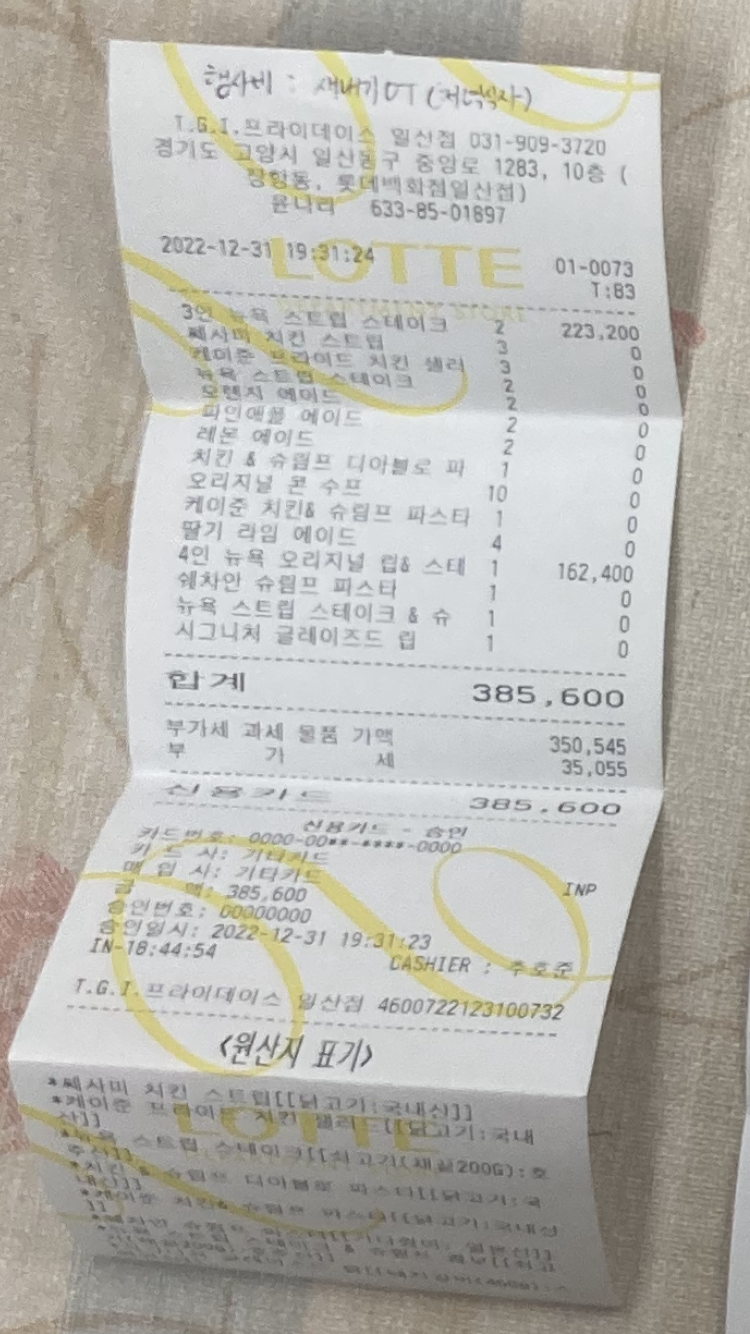 행사비 : 새내기OT (저녁식사)
T.G.I.프라이데이스 일산점 031-909-3720
경기도 고양시 일산동구 중앙로 1283, 10층 (
장항동, 롯데백화점일산점)
윤나리 633-85-01897
LOTTE
DEPARTMENT STORE
2022-12-31 19:31:24 01-0073
T:83
3인 뉴욕 스트립 스테이크 2 223,200
쎄사미 치킨 스트립 3 0
케이준 프라이드 치킨 샐러 3 0
뉴욕 스트립 스테이크 2 0
오렌지 에이드 2 0
파인애플 에이드 2 0
레몬 에이드 2 0
치킨 & 슈림프 디아블로 파 1 0
오리지널 콘 수프 10 0
케이준 치킨& 슈림프 파스타 1 0
딸기 라임 에이드 4 0
4인 뉴욕 오리지널 립& 스테 1 162,400
쉐차안 슈림프 파스타 1 0
뉴욕 스트립 스테이크 & 슈 1 0
시그니처 글레이즈드 립 1 0
합계 385,600
부가세 과세 물품 가액 350,545
부 가 세 35,055
신용카드 385,600
신용카드 - 승인
카드번호: 0000-00**-****-0000
카 드 사: 기타카드
매 입 사: 기타카드 INP
금 액: 385,600
승인번호: 00000000
승인일시: 2022-12-31 19:31:23
IN-18:44:54 CASHIER : 추호준
T.G.I.프라이데이스 일산점 4600722123100732
<원산지 표기>
*쎄사미 치킨 스트립[[닭고기:국내산]]
*케이준 프라이드 치킨 샐러 [[닭고기:국내
산]]
*뉴욕 스트립 스테이크[[쇠고기(채끝200G):호
주산]]
*치킨 & 슈림프 디아블로 파스타[[닭고기:국
내산]]
*케이준 치킨& 슈림프 파스타[[닭고기:국내산
]]